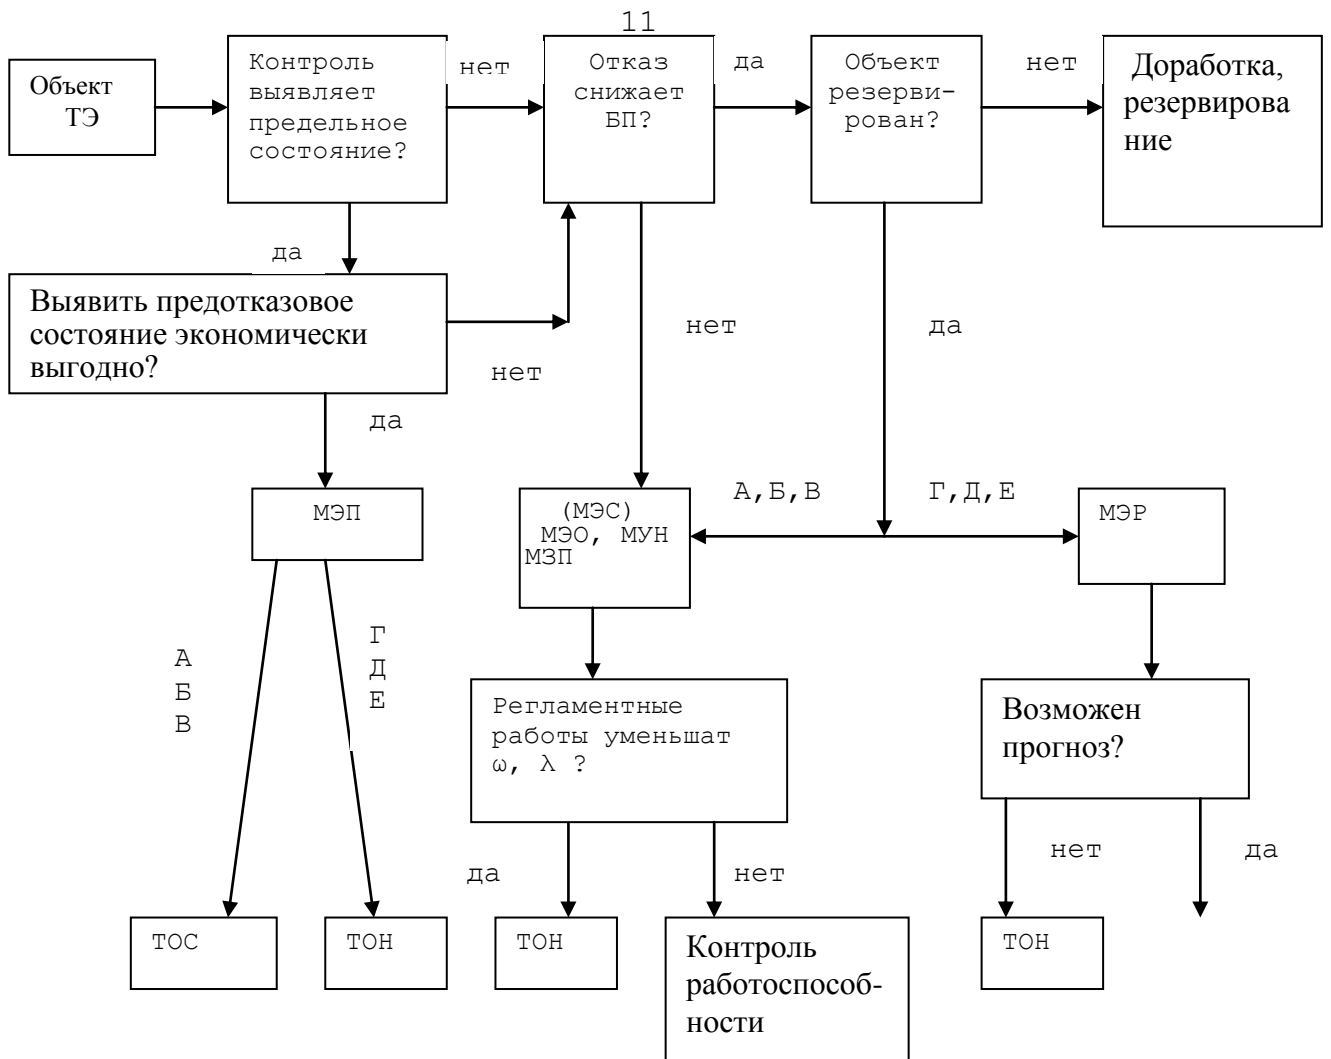 11
Объект
ТЭ
Контроль
выявляет
предельное
состояние?
нет
Отказ
снижает
БП?
да
Объект
резерви-
рован?
нет
Доработка,
резервирова
ние
да
Выявить предотказовое
состояние экономически
выгодно?
нет
нет
да
да
МЭП
(МЭС)
МЭО, МУН
МЗП
А,Б,В
Г,Д,Е
МЭР
А
Б
В
Г
Д
Е
Регламентные
работы уменьшат
ω, λ ?
Возможен
прогноз?
да
нет
нет
да
ТОС
ТОН
ТОН
Контроль
работоспособ-
ности
ТОН